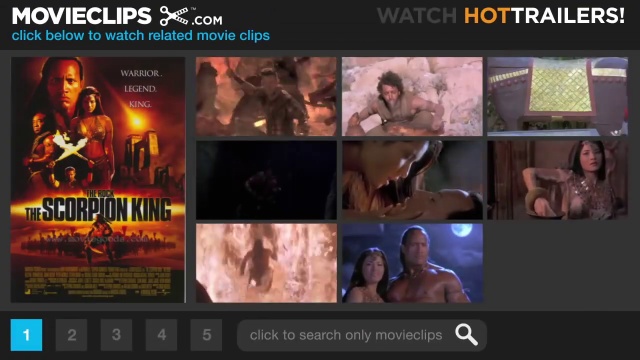 MOVIECLIPS .COM
WATCH HOTTRAILERS!
click below to watch related movie clips
WARRIOR.
LEGEND.
KING.
THE ROCK
THE SCORPION KING
1 2 3 4 5
click to search only movieclips